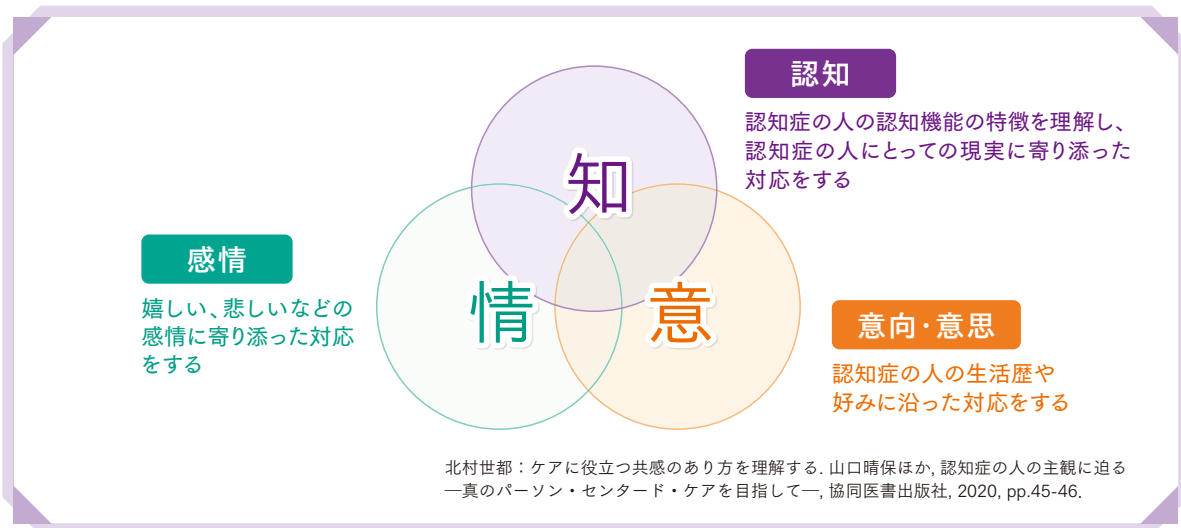 認知
認知症の人の認知機能の特徴を理解し、
認知症の人にとっての現実に寄り添った
対応をする
知
感情
嬉しい、悲しいなどの
感情に寄り添った対応
をする
情
意
意向・意思
認知症の人の生活歴や
好みに沿った対応をする
北村世都：ケアに役立つ共感のあり方を理解する. 山口晴保ほか, 認知症の人の主観に迫る
―真のパーソン・センタード・ケアを目指して―, 協同医書出版社, 2020, pp.45-46.